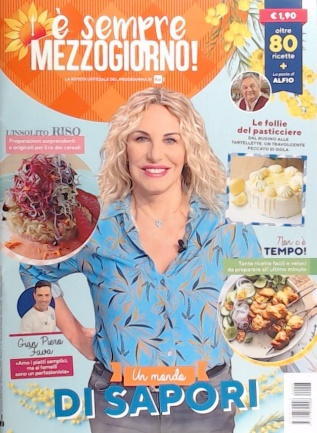 è sempre
MEZZOGIORNO!
LA RIVISTA UFFICIALE DEL PROGRAMMA DI Rai 1
€ 1,90
oltre
80
ricette
+
La posta di
ALFIO
L'INSOLITO RISO
Preparazioni sorprendenti
e originali per il re dei cereali
Le follie
del pasticciere
DAL BUSINO ALLE
TARTELLETTE, UN TRAVOLGENTE
PECCATO DI GOLA
Non c'è
TEMPO!
Tante ricette facili e veloci
da preparare all'ultimo minuto
Gian Piero
Fava
«Amo i piatti semplici,
ma ai fornelli
sono un perfezionista»
Un mondo
DI SAPORI